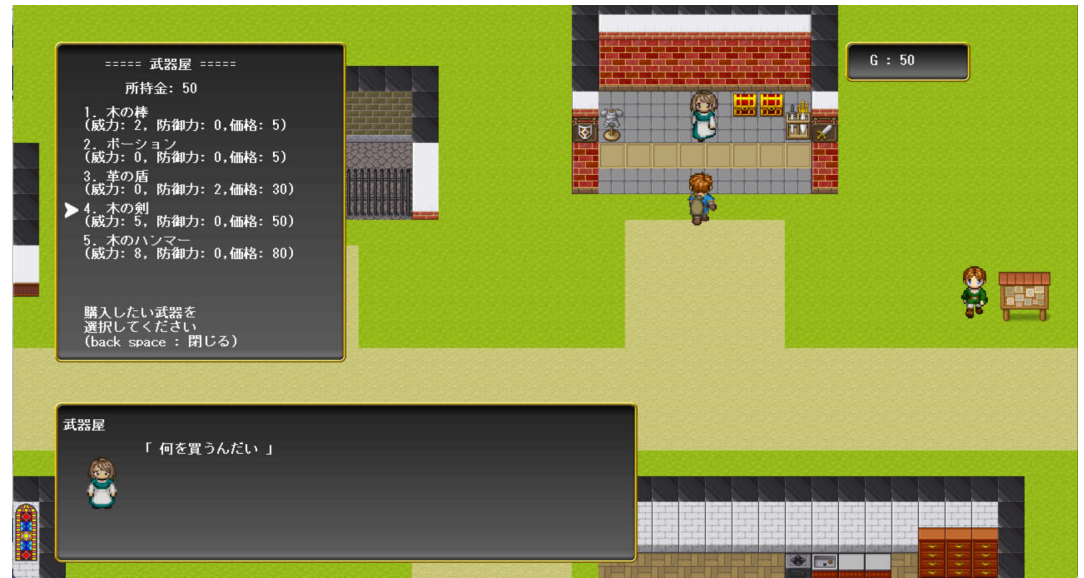 ===== 武器屋 =====
所持金: 50
1. 木の棒
(威力: 2, 防御力: 0,価格: 5)
2. ポーション
(威力: 0, 防御力: 0,価格: 5)
3. 革の盾
(威力: 0, 防御力: 2,価格: 30)
4. 木の剣
(威力: 5, 防御力: 0,価格: 50)
5. 木のハンマー
(威力: 8, 防御力: 0,価格: 80)
購入したい武器を
選択してください
(back space : 閉じる)
G : 50
武器屋
「 何を買うんだい 」